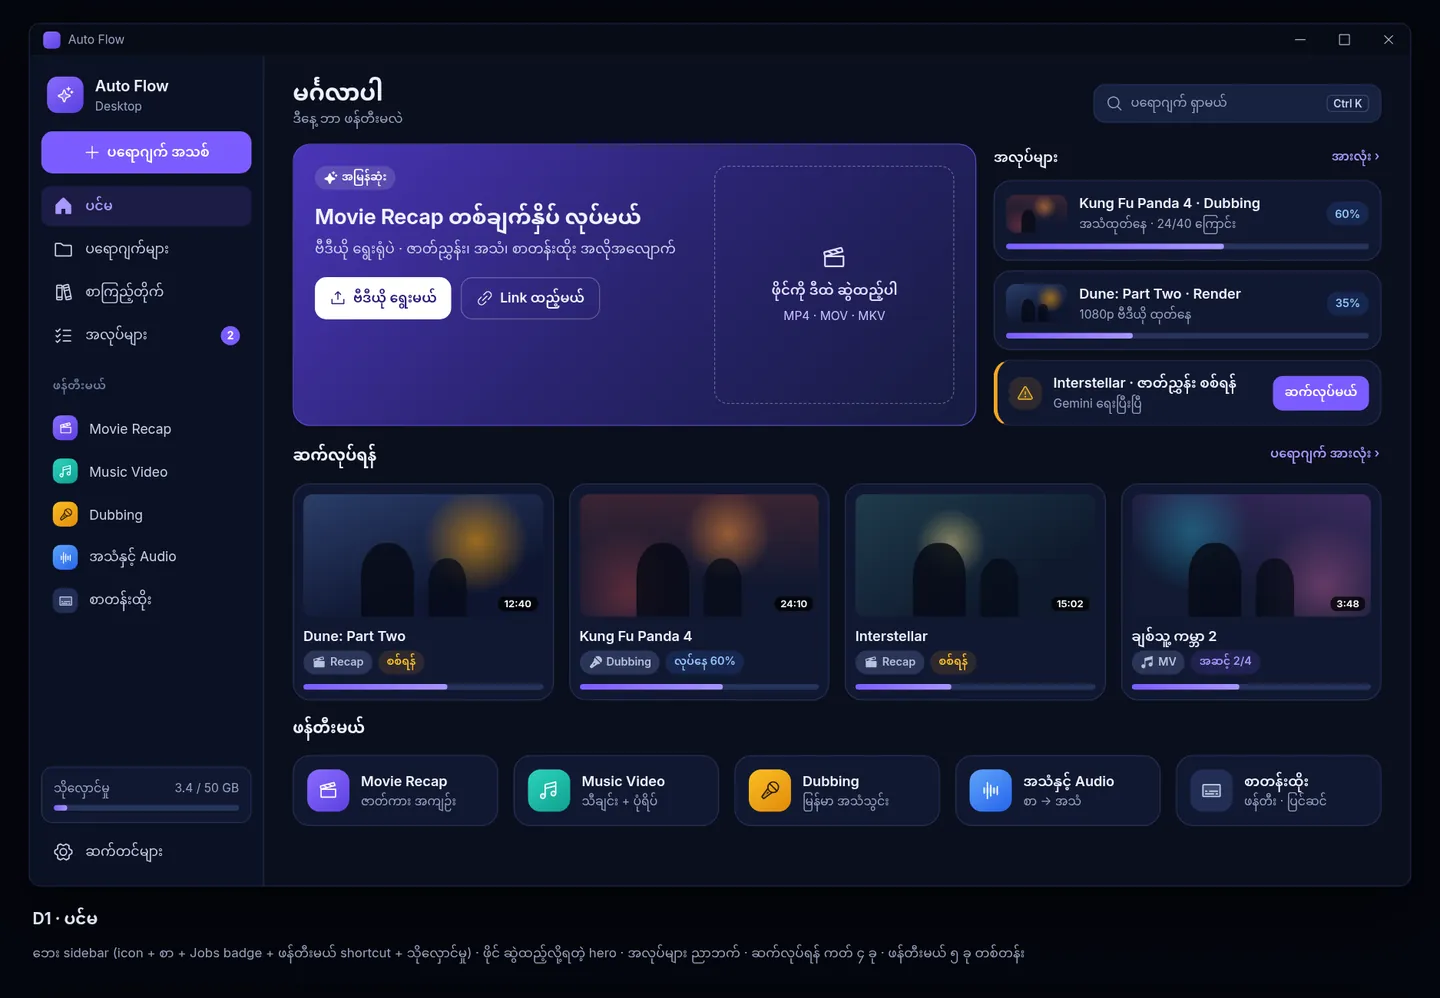 Auto Flow
Auto Flow
Desktop
ပရောဂျက် အသစ်
ပင်မ
ပရောဂျက်များ
စာကြည့်တိုက်
အလုပ်များ 2
ဖန်တီးမယ်
Movie Recap
Music Video
Dubbing
အသံနှင့် Audio
စာတန်းထိုး
သိုလှောင်မှု 3.4 / 50 GB
ဆက်တင်များ
မင်္ဂလာပါ
ဒီနေ့ ဘာ ဖန်တီးမလဲ
ပရောဂျက် ရှာမယ် Ctrl K
အမြန်ဆုံး
Movie Recap တစ်ချက်နှိပ် လုပ်မယ်
ဗီဒီယို ရွေးရုံပဲ · ဇာတ်ညွှန်း၊ အသံ၊ စာတန်းထိုး အလိုအလျောက်
ဗီဒီယို ရွေးမယ်
Link ထည့်မယ်
ဖိုင်ကို ဒီထဲ ဆွဲထည့်ပါ
MP4 · MOV · MKV
အလုပ်များ
အားလုံး ›
Kung Fu Panda 4 · Dubbing
အသံထုတ်နေ · 24/40 ကြောင်း
60%
Dune: Part Two · Render
1080p ဗီဒီယို ထုတ်နေ
35%
Interstellar · ဇာတ်ညွှန်း စစ်ရန်
Gemini ရေးပြီးပြီ
ဆက်လုပ်မယ်
ဆက်လုပ်ရန်
ပရောဂျက် အားလုံး ›
12:40
Dune: Part Two
Recap စစ်ရန်
24:10
Kung Fu Panda 4
Dubbing လုပ်နေ 60%
15:02
Interstellar
Recap စစ်ရန်
3:48
ချစ်သူ့ ကမ္ဘာ 2
MV အဆင့် 2/4
ဖန်တီးမယ်
Movie Recap
ဇာတ်ကား အကျဉ်း
Music Video
သီချင်း + ပုံရိပ်
Dubbing
မြန်မာ အသံသွင်း
အသံနှင့် Audio
စာ → အသံ
စာတန်းထိုး
ဖန်တီး · ပြင်ဆင်
D1 · ပင်မ
ဘေး sidebar (icon + စာ + Jobs badge + ဖန်တီးမယ် shortcut + သိုလှောင်မှု) · ဖိုင် ဆွဲထည့်လို့ရတဲ့ hero · အလုပ်များ ညာဘက် · ဆက်လုပ်ရန် ကတ် ၄ ခု · ဖန်တီးမယ် ၅ ခု တစ်တန်း